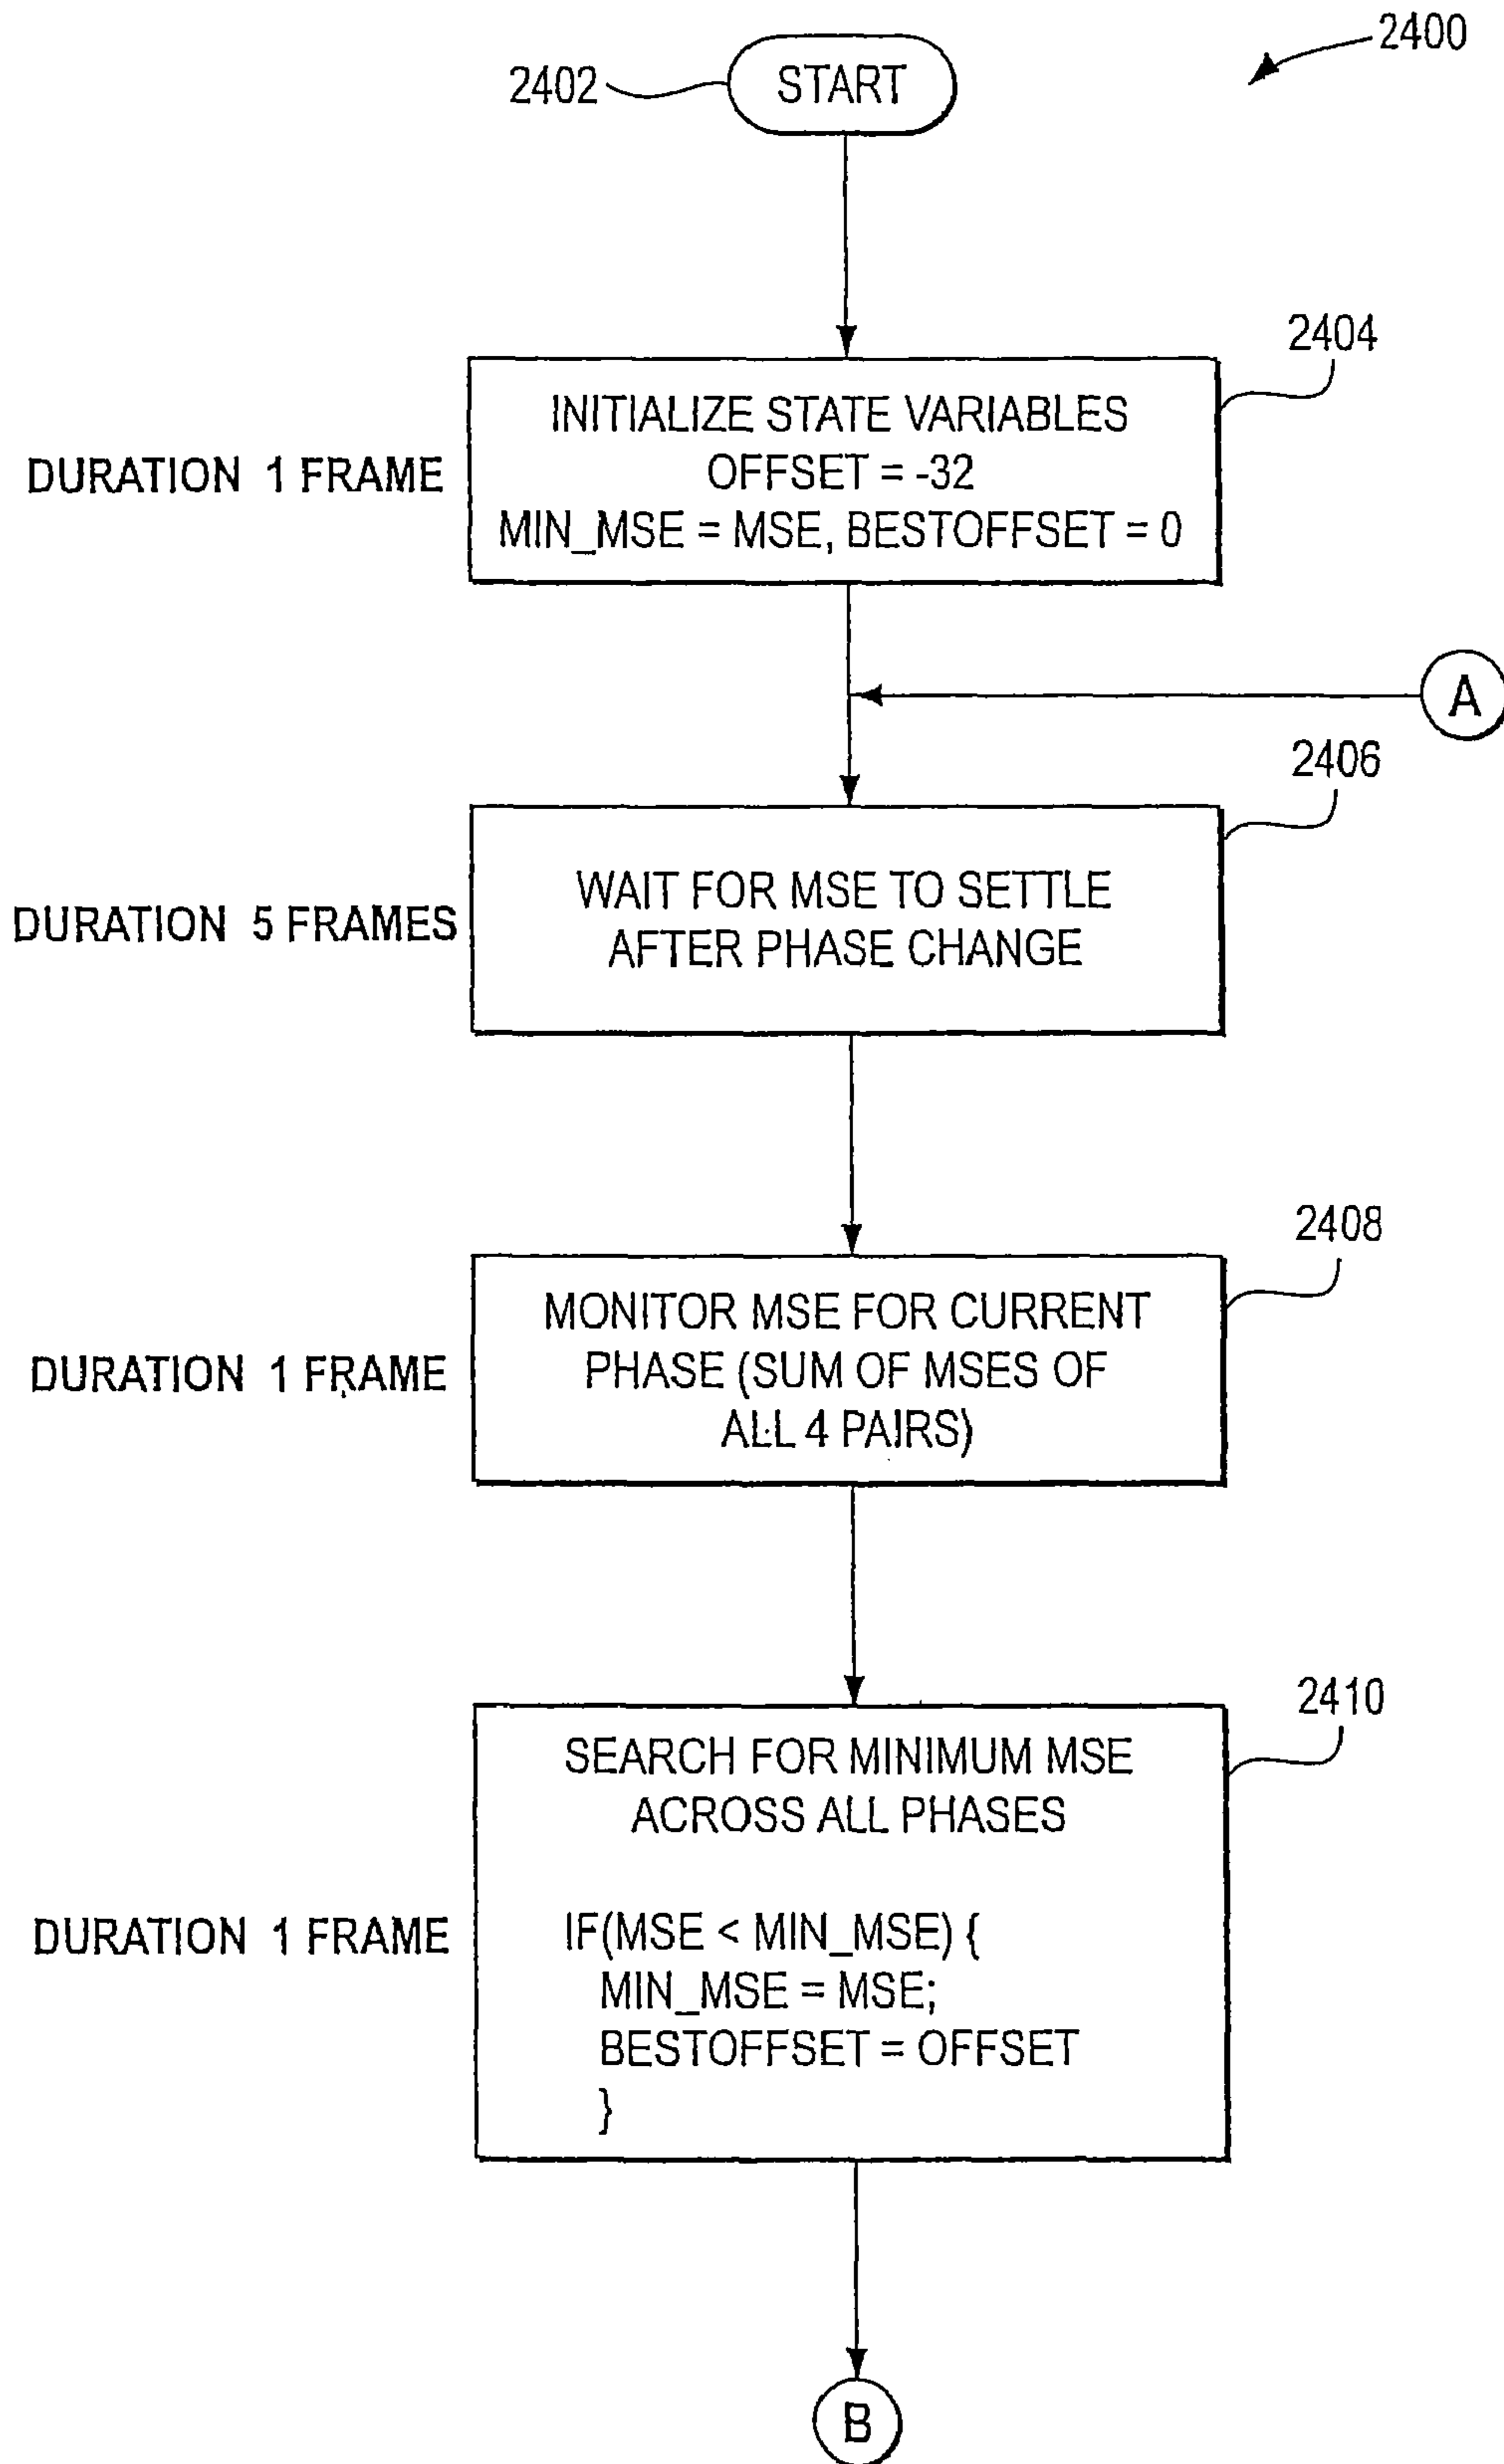 2400
2402
START
2404
INITIALIZE STATE VARIABLES
OFFSET = -32
MIN_MSE = MSE, BESTOFFSET = 0
DURATION 1 FRAME
A
2406
WAIT FOR MSE TO SETTLE
AFTER PHASE CHANGE
DURATION 5 FRAMES
2408
MONITOR MSE FOR CURRENT
PHASE (SUM OF MSES OF
ALL 4 PAIRS)
DURATION 1 FRAME
2410
SEARCH FOR MINIMUM MSE
ACROSS ALL PHASES
IF(MSE < MIN_MSE) {
MIN_MSE = MSE;
BESTOFFSET = OFFSET
}
DURATION 1 FRAME
B